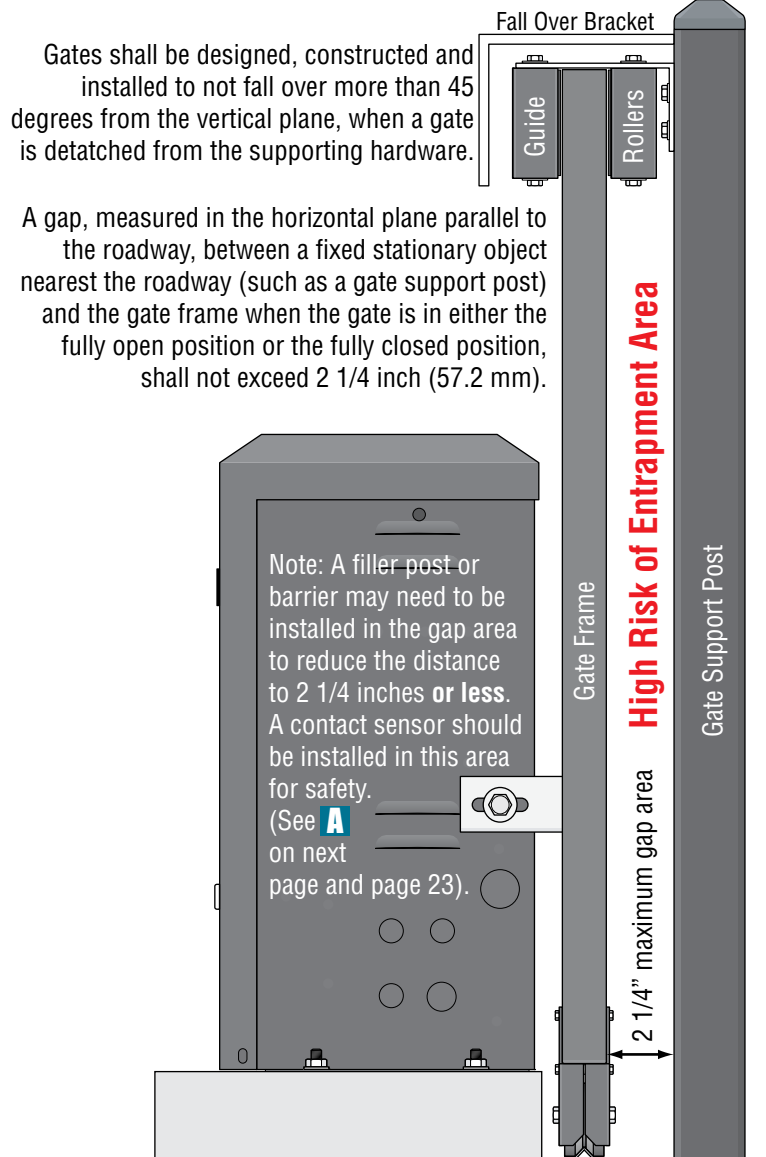 Fall Over Bracket
Gates shall be designed, constructed and
installed to not fall over more than 45
degrees from the vertical plane, when a gate
is detatched from the supporting hardware.
Guide
Rollers
A gap, measured in the horizontal plane parallel to
the roadway, between a fixed stationary object
nearest the roadway (such as a gate support post)
and the gate frame when the gate is in either the
fully open position or the fully closed position,
shall not exceed 2 1/4 inch (57.2 mm).
High Risk of Entrapment Area
Note: A filler post or
barrier may need to be
installed in the gap area
to reduce the distance
to 2 1/4 inches or less.
A contact sensor should
be installed in this area
for safety.
(See A
on next
page and page 23).
Gate Frame
Gate Support Post
2 1/4” maximum gap area